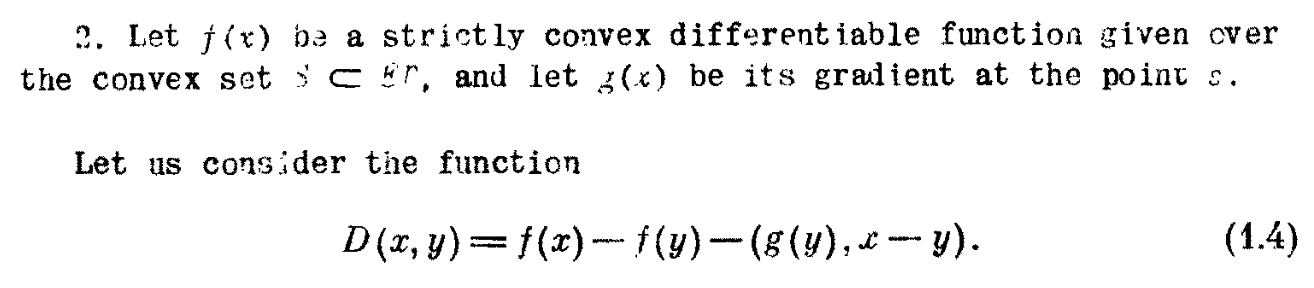 2. Let f(x) be a strictly convex differentiable function given over
the convex set S ⊂ Eʳ, and let g(x) be its gradient at the point x.
Let us consider the function
D(x, y) = f(x) — f(y) — (g(y), x — y). (1.4)